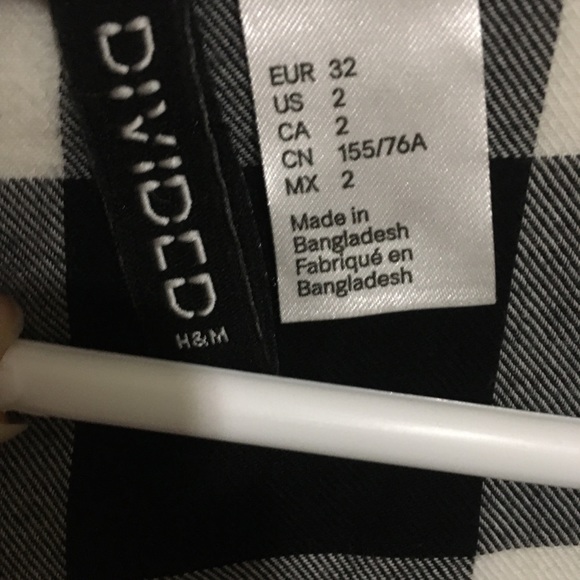 DIVIDED
H&M
EUR 32
US 2
CA 2
CN 155/76A
MX 2
Made in
Bangladesh
Fabriqué en
Bangladesh